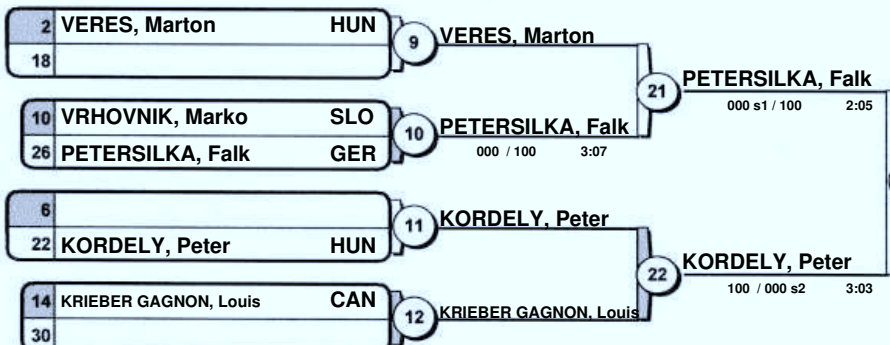 2 VERES, Marton HUN
18
9 VERES, Marton
10 VRHOVNIK, Marko SLO
26 PETERSILKA, Falk GER
10 PETERSILKA, Falk
000 / 100 3:07
21 PETERSILKA, Falk
000 s1 / 100 2:05
6
22 KORDELY, Peter HUN
11 KORDELY, Peter
14 KRIEBER GAGNON, Louis CAN
30
12 KRIEBER GAGNON, Louis
22 KORDELY, Peter
100 / 000 s2 3:03